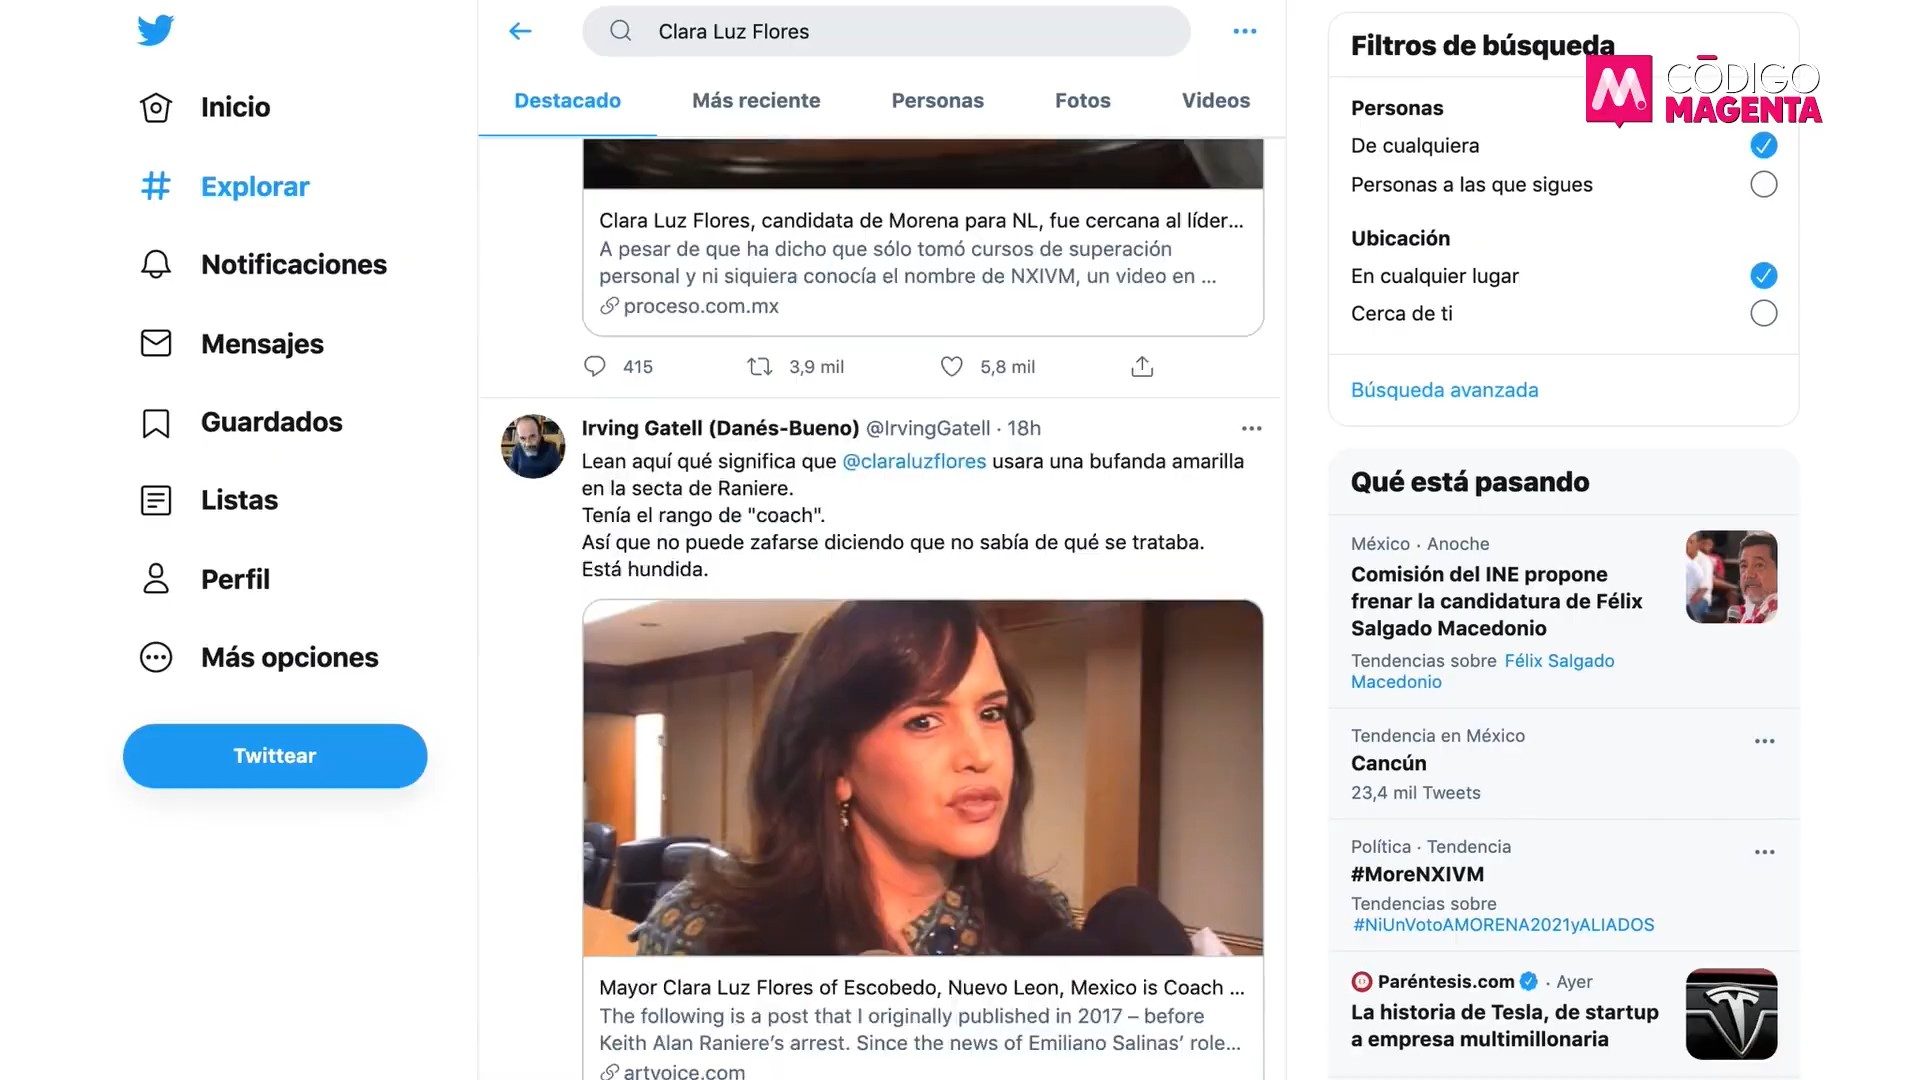 Inicio
Explorar
Notificaciones
Mensajes
Guardados
Listas
Perfil
Más opciones
Twittear
Clara Luz Flores
Destacado
Más reciente
Personas
Fotos
Videos
Clara Luz Flores, candidata de Morena para NL, fue cercana al líder...
A pesar de que ha dicho que sólo tomó cursos de superación
personal y ni siquiera conocía el nombre de NXIVM, un video en ...
proceso.com.mx
415
3,9 mil
5,8 mil
Irving Gatell (Danés-Bueno) @IrvingGatell · 18h
Lean aquí qué significa que @claraluzflores usara una bufanda amarilla
en la secta de Raniere.
Tenía el rango de "coach".
Así que no puede zafarse diciendo que no sabía de qué se trataba.
Está hundida.
Mayor Clara Luz Flores of Escobedo, Nuevo Leon, Mexico is Coach ...
The following is a post that I originally published in 2017 – before
Keith Alan Raniere’s arrest. Since the news of Emiliano Salinas’ role...
artvoice.com
Filtros de búsqueda
M.
CÓDIGO
MAGENTA
Personas
De cualquiera
Personas a las que sigues
Ubicación
En cualquier lugar
Cerca de ti
Búsqueda avanzada
Qué está pasando
México · Anoche
Comisión del INE propone
frenar la candidatura de Félix
Salgado Macedonio
Tendencias sobre Félix Salgado
Macedonio
Tendencia en México
Cancún
23,4 mil Tweets
Política · Tendencia
#MoreNXIVM
Tendencias sobre
#NiUnVotoAMORENA2021yALIADOS
Paréntesis.com · Ayer
La historia de Tesla, de startup
a empresa multimillonaria